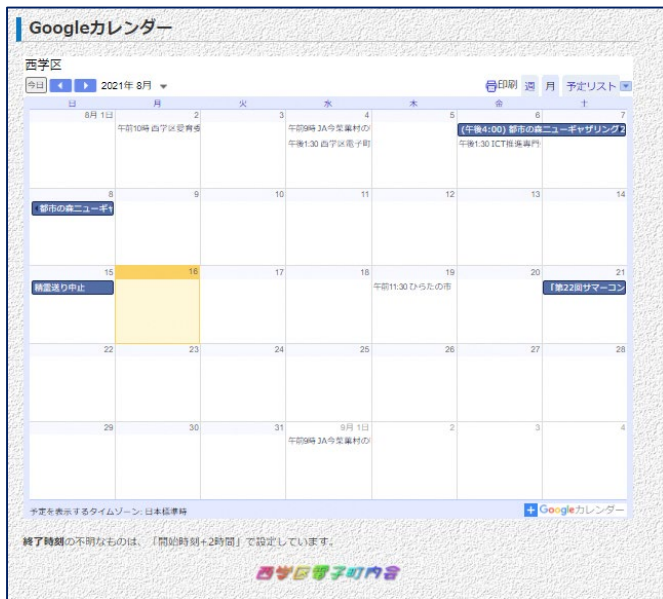 Googleカレンダー
西学区
今日 2021年 8月 印刷 週 月 予定リスト
日 月 火 水 木 金 土
8月 1日 2 3 4 5 6 7
午前10時 西学区愛育委 午前9時 JA今築巣村の (午後4:00) 都市の森ニューギャザリング2
午後1:30 西学区電子町 午後1:30 ICT推進専門
8 9 10 11 12 13 14
都市の森ニューギャ
15 16 17 18 19 20 21
精霊送り中止 午前11:30 ひらたの市 「第22回サマーコン
22 23 24 25 26 27 28
29 30 31 9月 1日 2 3 4
午前9時 JA
予定を表示するタイムゾーン: 日本標準時 Googleカレンダー
終了時刻の不明なものは、「開始時刻+2時間」で設定しています。
西学区電子町内会